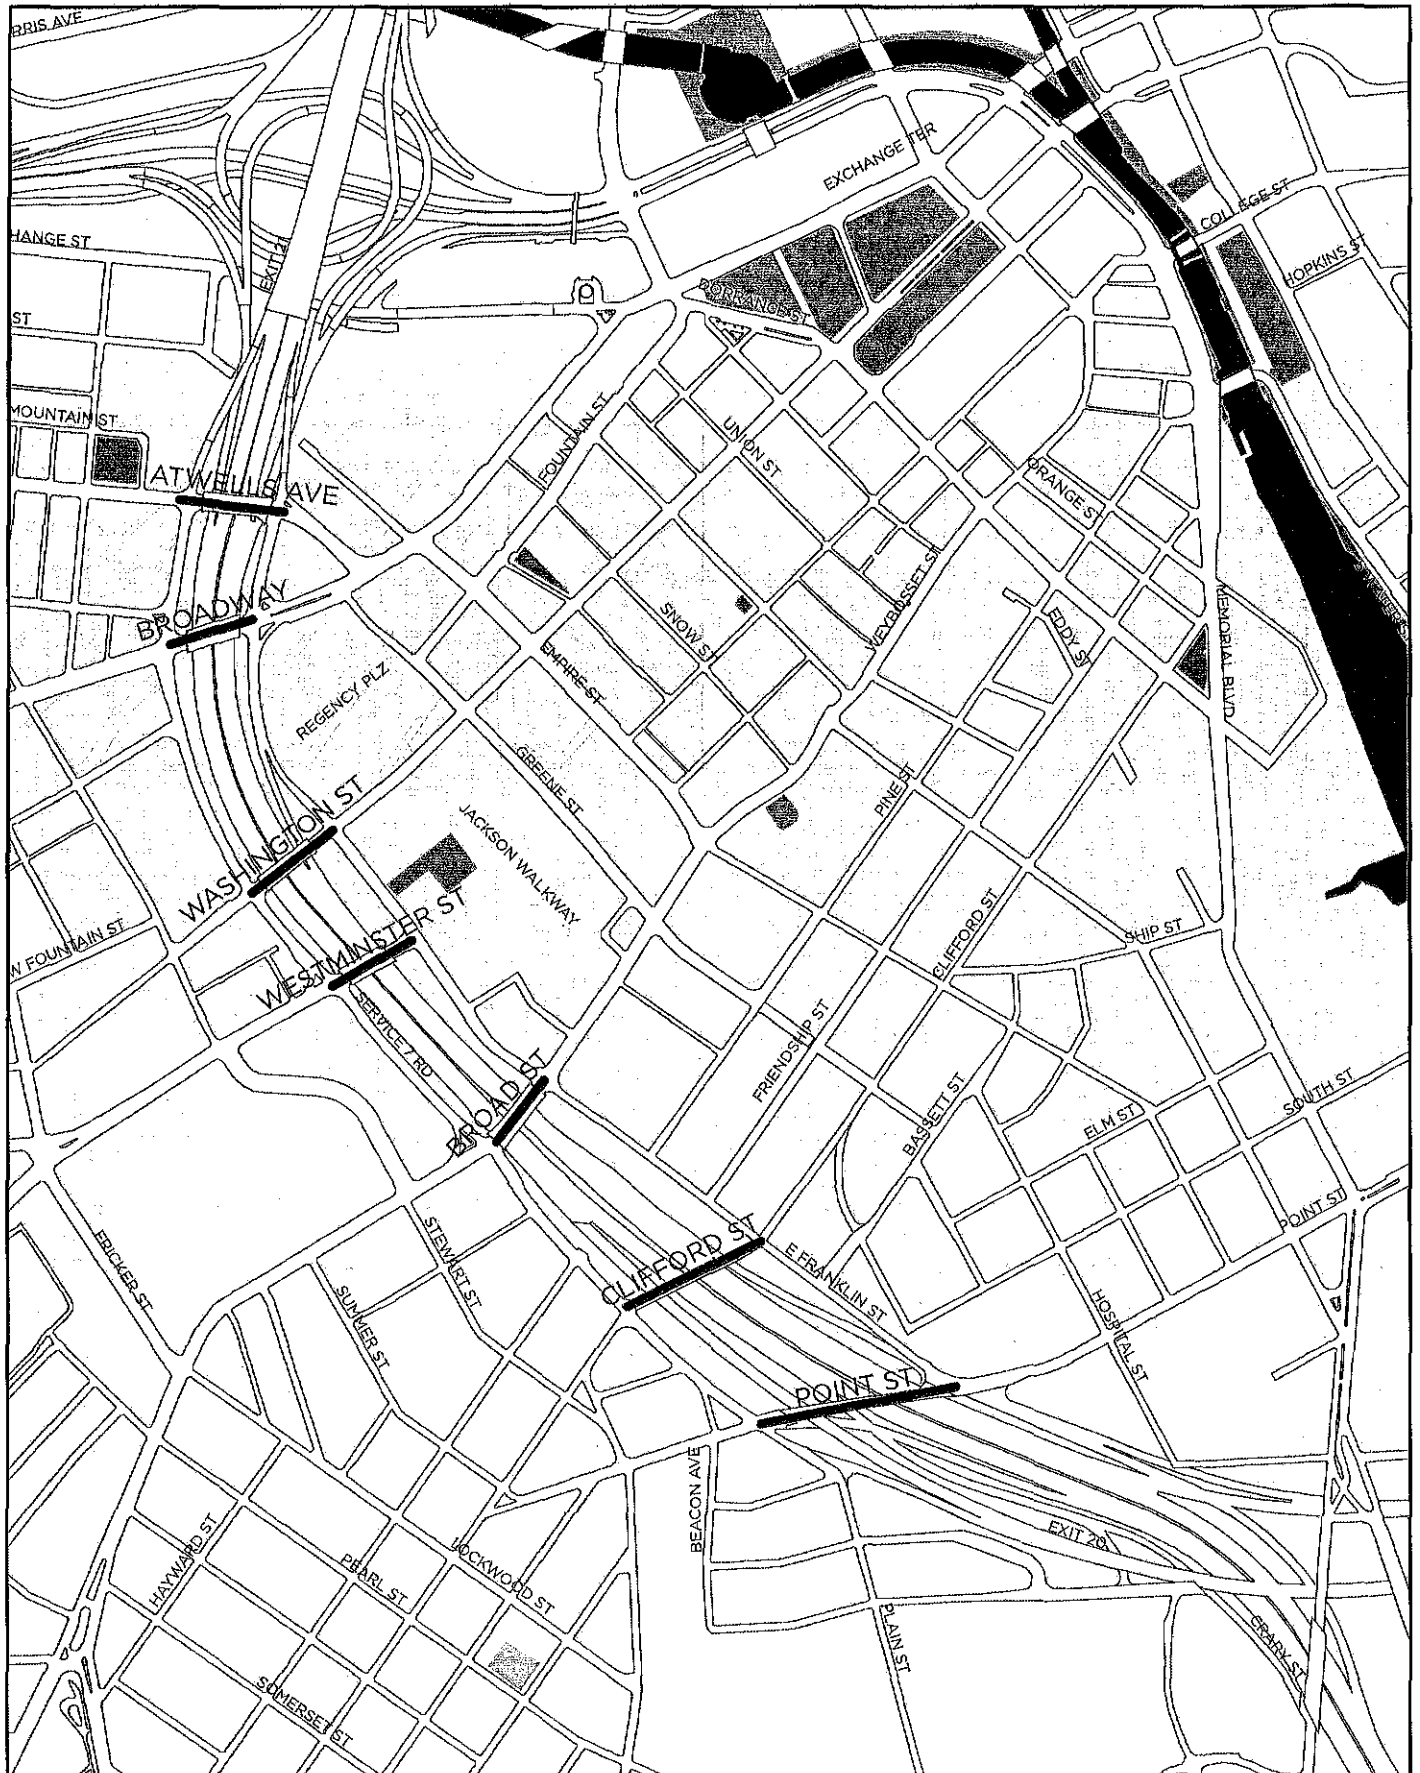 RRIS AVE
EXCHANGE TER
COLLEGE ST
HANGE ST
EXIT 21
HOPKINS ST
DORRANGE ST
ST
MOUNTAIN ST
FOUNTAIN ST
UNION ST
ATWELLS AVE
ORANGE ST
WEYBOSSET ST
BROADWAY
SNOW ST
EDDY ST
MEMORIAL BLVD
EMPIRE ST
REGENCY PLZ
GREENE ST
PINE ST
WASHINGTON ST
JACKSON WALKWAY
WESTMINSTER ST
W FOUNTAIN ST
CLIFFORD ST
SHIP ST
SERVICE 7 RD
FRIENDSHIP ST
BROAD ST
BASSETT ST
SOUTH ST
ELM ST
POINT ST
STEWART ST
FRICKER ST
CLIFFORD ST
E FRANKLIN ST
SUMMER ST
HOSPITAL ST
POINT ST
BEACON AVE
EXIT 20
HAYWARD ST
PEARL ST
LOCKWOOD ST
PLAIN ST
CRARY ST
SOMERSET ST